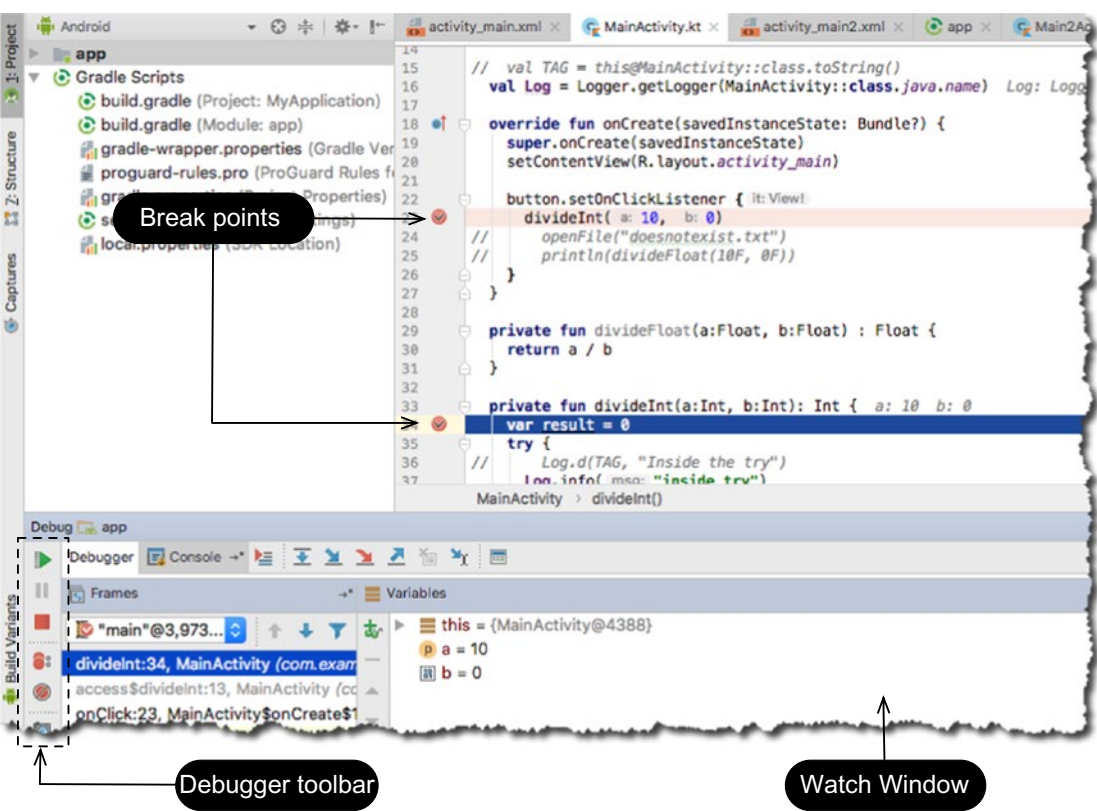 Android
activity_main.xml
MainActivity.kt
activity_main2.xml
app
Main2Ac
1: Project
Z: Structure
Captures
Build Variants
app
Gradle Scripts
build.gradle (Project: MyApplication)
build.gradle (Module: app)
gradle-wrapper.properties (Gradle Ver
proguard-rules.pro (ProGuard Rules f
Properties)
ngs)
local.properties (SDK Location)
Break points
14
15 // val TAG = this@MainActivity::class.toString()
16 val Log = Logger.getLogger(MainActivity::class.java.name) Log: Logg
17
18 override fun onCreate(savedInstanceState: Bundle?) {
19 super.onCreate(savedInstanceState)
20 setContentView(R.layout.activity_main)
21
22 button.setOnClickListener { it: View!
divideInt( a: 10, b: 0)
24 // openFile("doesnotexist.txt")
25 // println(divideFloat(10F, 0F))
26 }
27 }
28
29 private fun divideFloat(a:Float, b:Float) : Float {
30 return a / b
31 }
32
33 private fun divideInt(a:Int, b:Int): Int { a: 10 b: 0
var result = 0
35 try {
36 // Log.d(TAG, "Inside the try")
37 Log.info( msg: "inside try")
MainActivity › divideInt()
Debug app
Debugger Console
Frames
Variables
"main"@3,973...
divideInt:34, MainActivity (com.exam
access$divideInt:13, MainActivity (cc
onClick:23, MainActivity$onCreate$1
this = {MainActivity@4388}
p a = 10
b = 0
Debugger toolbar
Watch Window